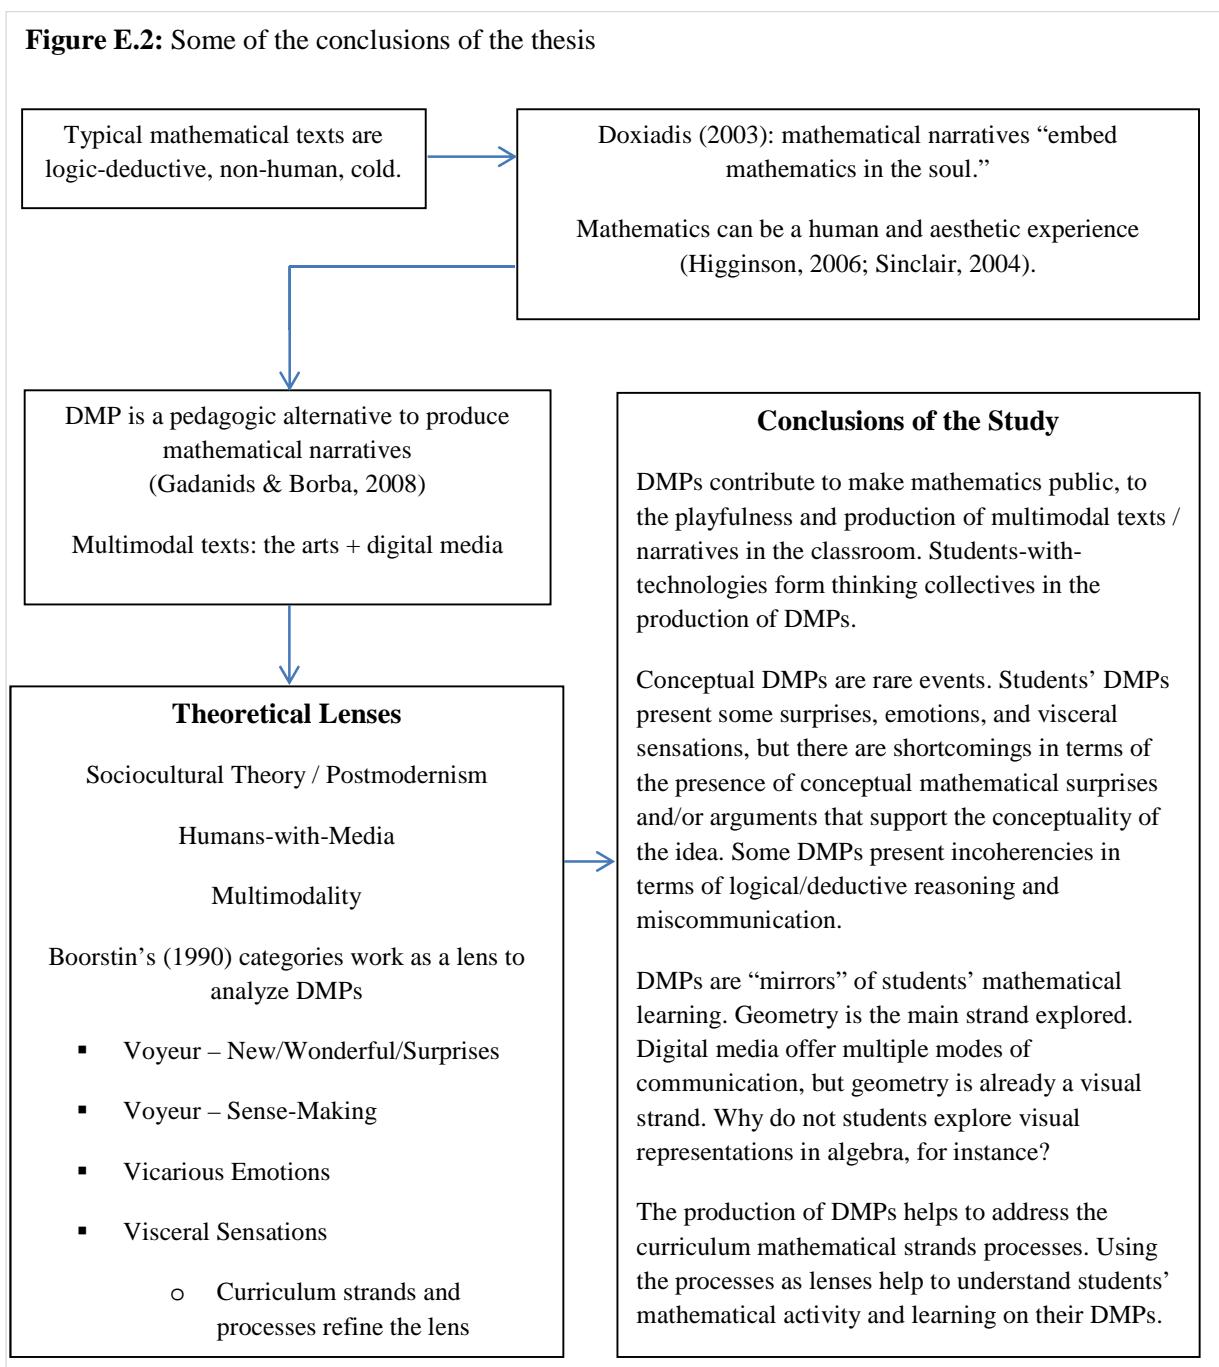 Figure E.2: Some of the conclusions of the thesis
Typical mathematical texts are
logic-deductive, non-human, cold.
Doxiadis (2003): mathematical narratives “embed
mathematics in the soul.”
Mathematics can be a human and aesthetic experience
(Higginson, 2006; Sinclair, 2004).
DMP is a pedagogic alternative to produce
mathematical narratives
(Gadanids & Borba, 2008)
Multimodal texts: the arts + digital media
Theoretical Lenses
Sociocultural Theory / Postmodernism
Humans-with-Media
Multimodality
Boorstin’s (1990) categories work as a lens to
analyze DMPs
▪ Voyeur – New/Wonderful/Surprises
▪ Voyeur – Sense-Making
▪ Vicarious Emotions
▪ Visceral Sensations
o Curriculum strands and
processes refine the lens
Conclusions of the Study
DMPs contribute to make mathematics public, to
the playfulness and production of multimodal texts /
narratives in the classroom. Students-with-
technologies form thinking collectives in the
production of DMPs.
Conceptual DMPs are rare events. Students’ DMPs
present some surprises, emotions, and visceral
sensations, but there are shortcomings in terms of
the presence of conceptual mathematical surprises
and/or arguments that support the conceptuality of
the idea. Some DMPs present incoherencies in
terms of logical/deductive reasoning and
miscommunication.
DMPs are “mirrors” of students’ mathematical
learning. Geometry is the main strand explored.
Digital media offer multiple modes of
communication, but geometry is already a visual
strand. Why do not students explore visual
representations in algebra, for instance?
The production of DMPs helps to address the
curriculum mathematical strands processes. Using
the processes as lenses help to understand students’
mathematical activity and learning on their DMPs.